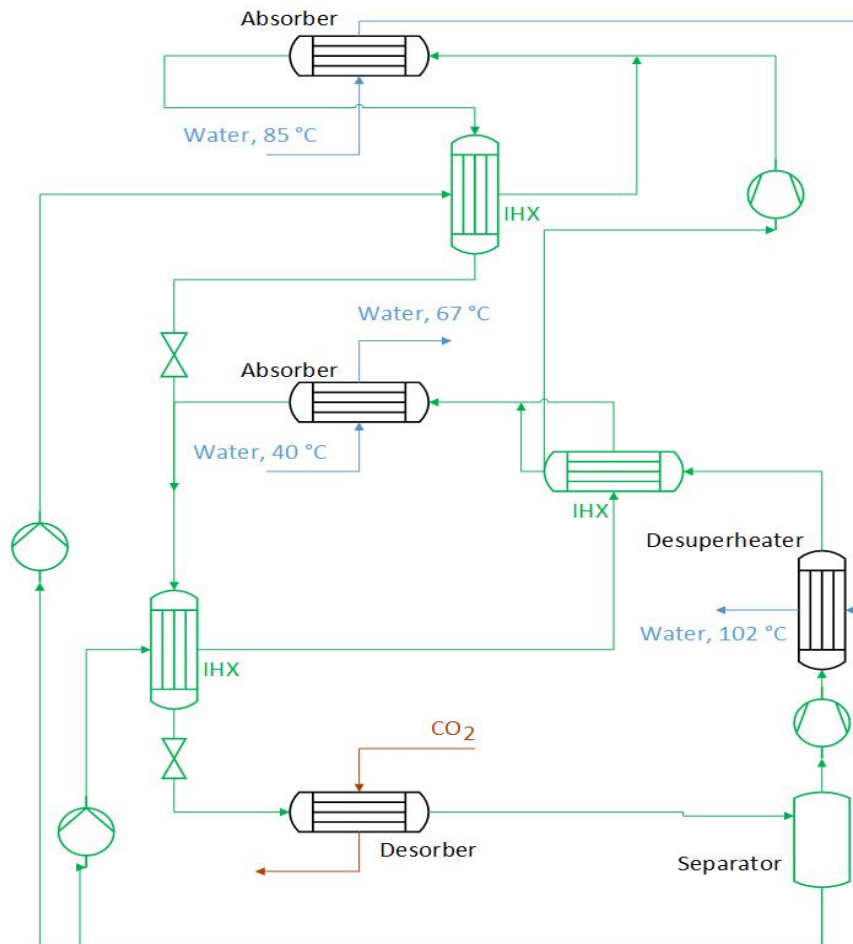 Absorber
Water, 85 °C
IHX
Water, 67 °C
Absorber
Water, 40 °C
IHX
Desuperheater
Water, 102 °C
IHX
CO2
Desorber
Separator